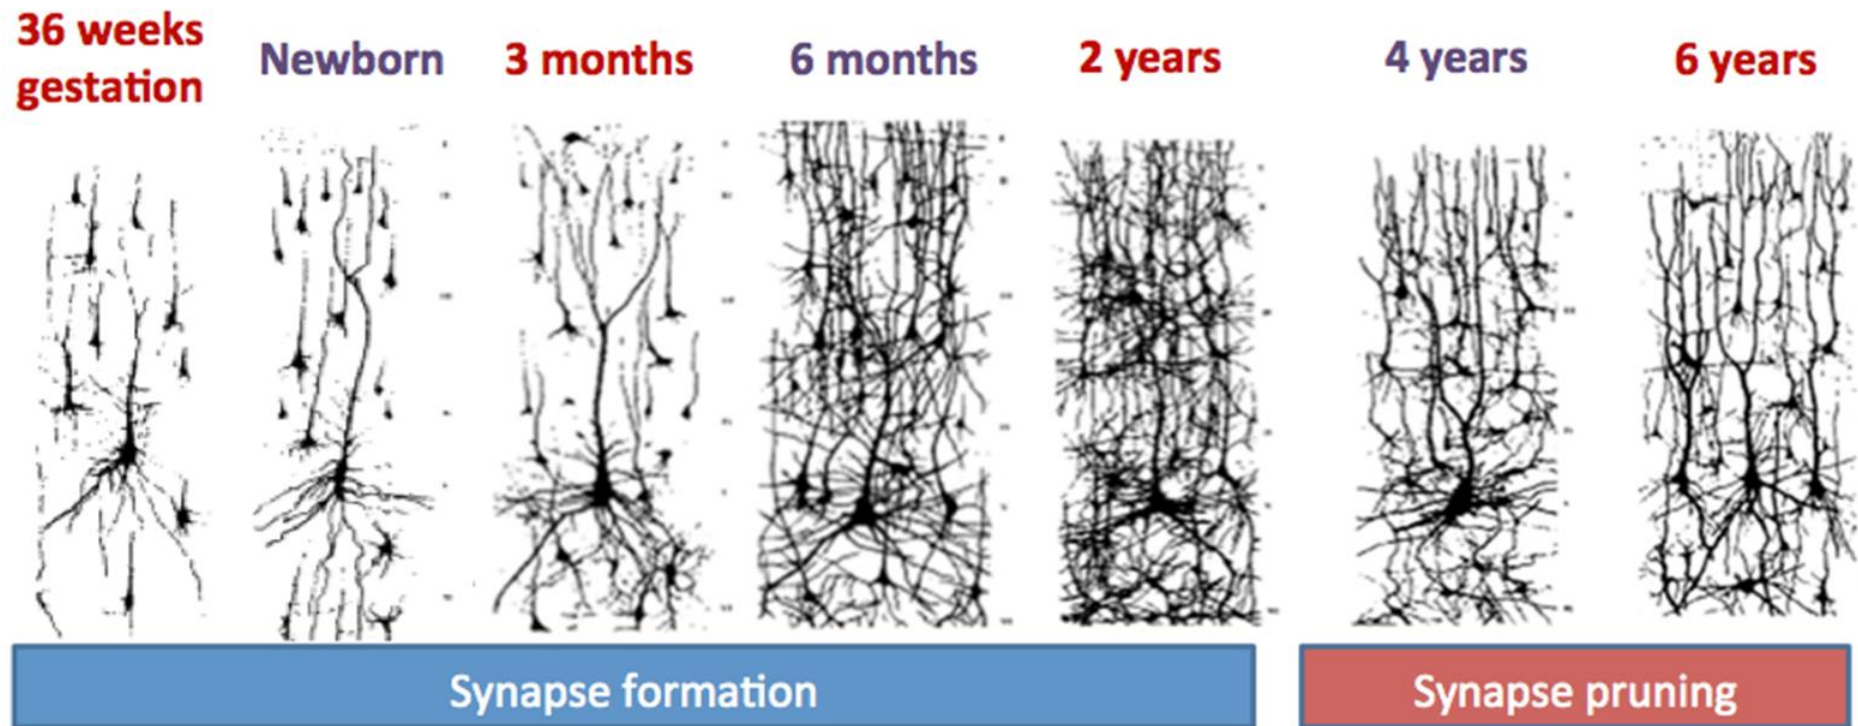 36 weeks
gestation
Newborn
3 months
6 months
2 years
4 years
6 years
Synapse formation
Synapse pruning